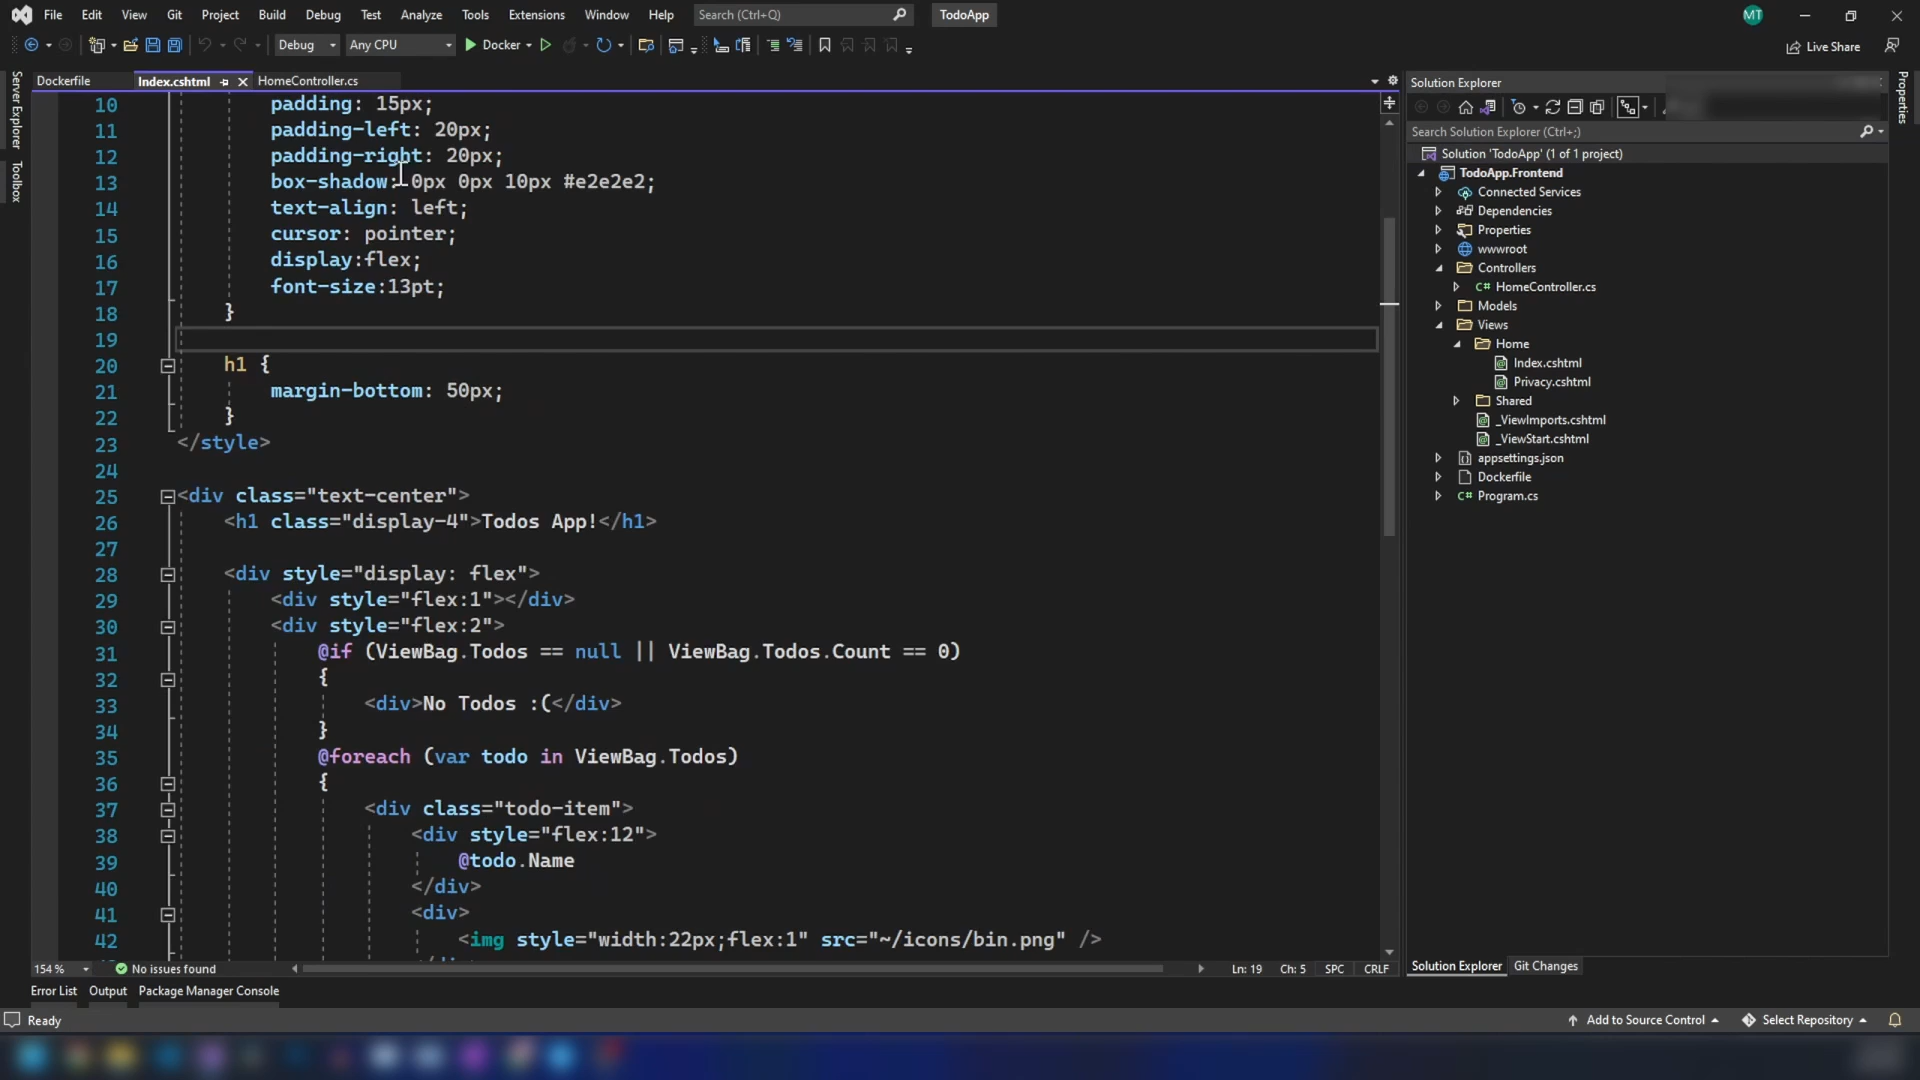 File Edit View Git Project Build Debug Test Analyze Tools Extensions Window Help Search (Ctrl+Q) TodoApp MT
Debug Any CPU Docker Live Share
Dockerfile Index.cshtml HomeController.cs
Server Explorer
Toolbox
10 padding: 15px;
11 padding-left: 20px;
12 padding-right: 20px;
13 box-shadow: 0px 0px 10px #e2e2e2;
14 text-align: left;
15 cursor: pointer;
16 display:flex;
17 font-size:13pt;
18 }
19
20 h1 {
21 margin-bottom: 50px;
22 }
23 </style>
24
25 <div class="text-center">
26 <h1 class="display-4">Todos App!</h1>
27
28 <div style="display: flex">
29 <div style="flex:1"></div>
30 <div style="flex:2">
31 @if (ViewBag.Todos == null || ViewBag.Todos.Count == 0)
32 {
33 <div>No Todos :(</div>
34 }
35 @foreach (var todo in ViewBag.Todos)
36 {
37 <div class="todo-item">
38 <div style="flex:12">
39 @todo.Name
40 </div>
41 <div>
42 <img style="width:22px;flex:1" src="~/icons/bin.png" />
154 % No issues found Ln: 19 Ch: 5 SPC CRLF
Error List Output Package Manager Console
Solution Explorer
Search Solution Explorer (Ctrl+;)
Solution 'TodoApp' (1 of 1 project)
TodoApp.Frontend
Connected Services
Dependencies
Properties
wwwroot
Controllers
C# HomeController.cs
Models
Views
Home
Index.cshtml
Privacy.cshtml
Shared
_ViewImports.cshtml
_ViewStart.cshtml
appsettings.json
Dockerfile
C# Program.cs
Solution Explorer Git Changes
Properties
Ready Add to Source Control Select Repository